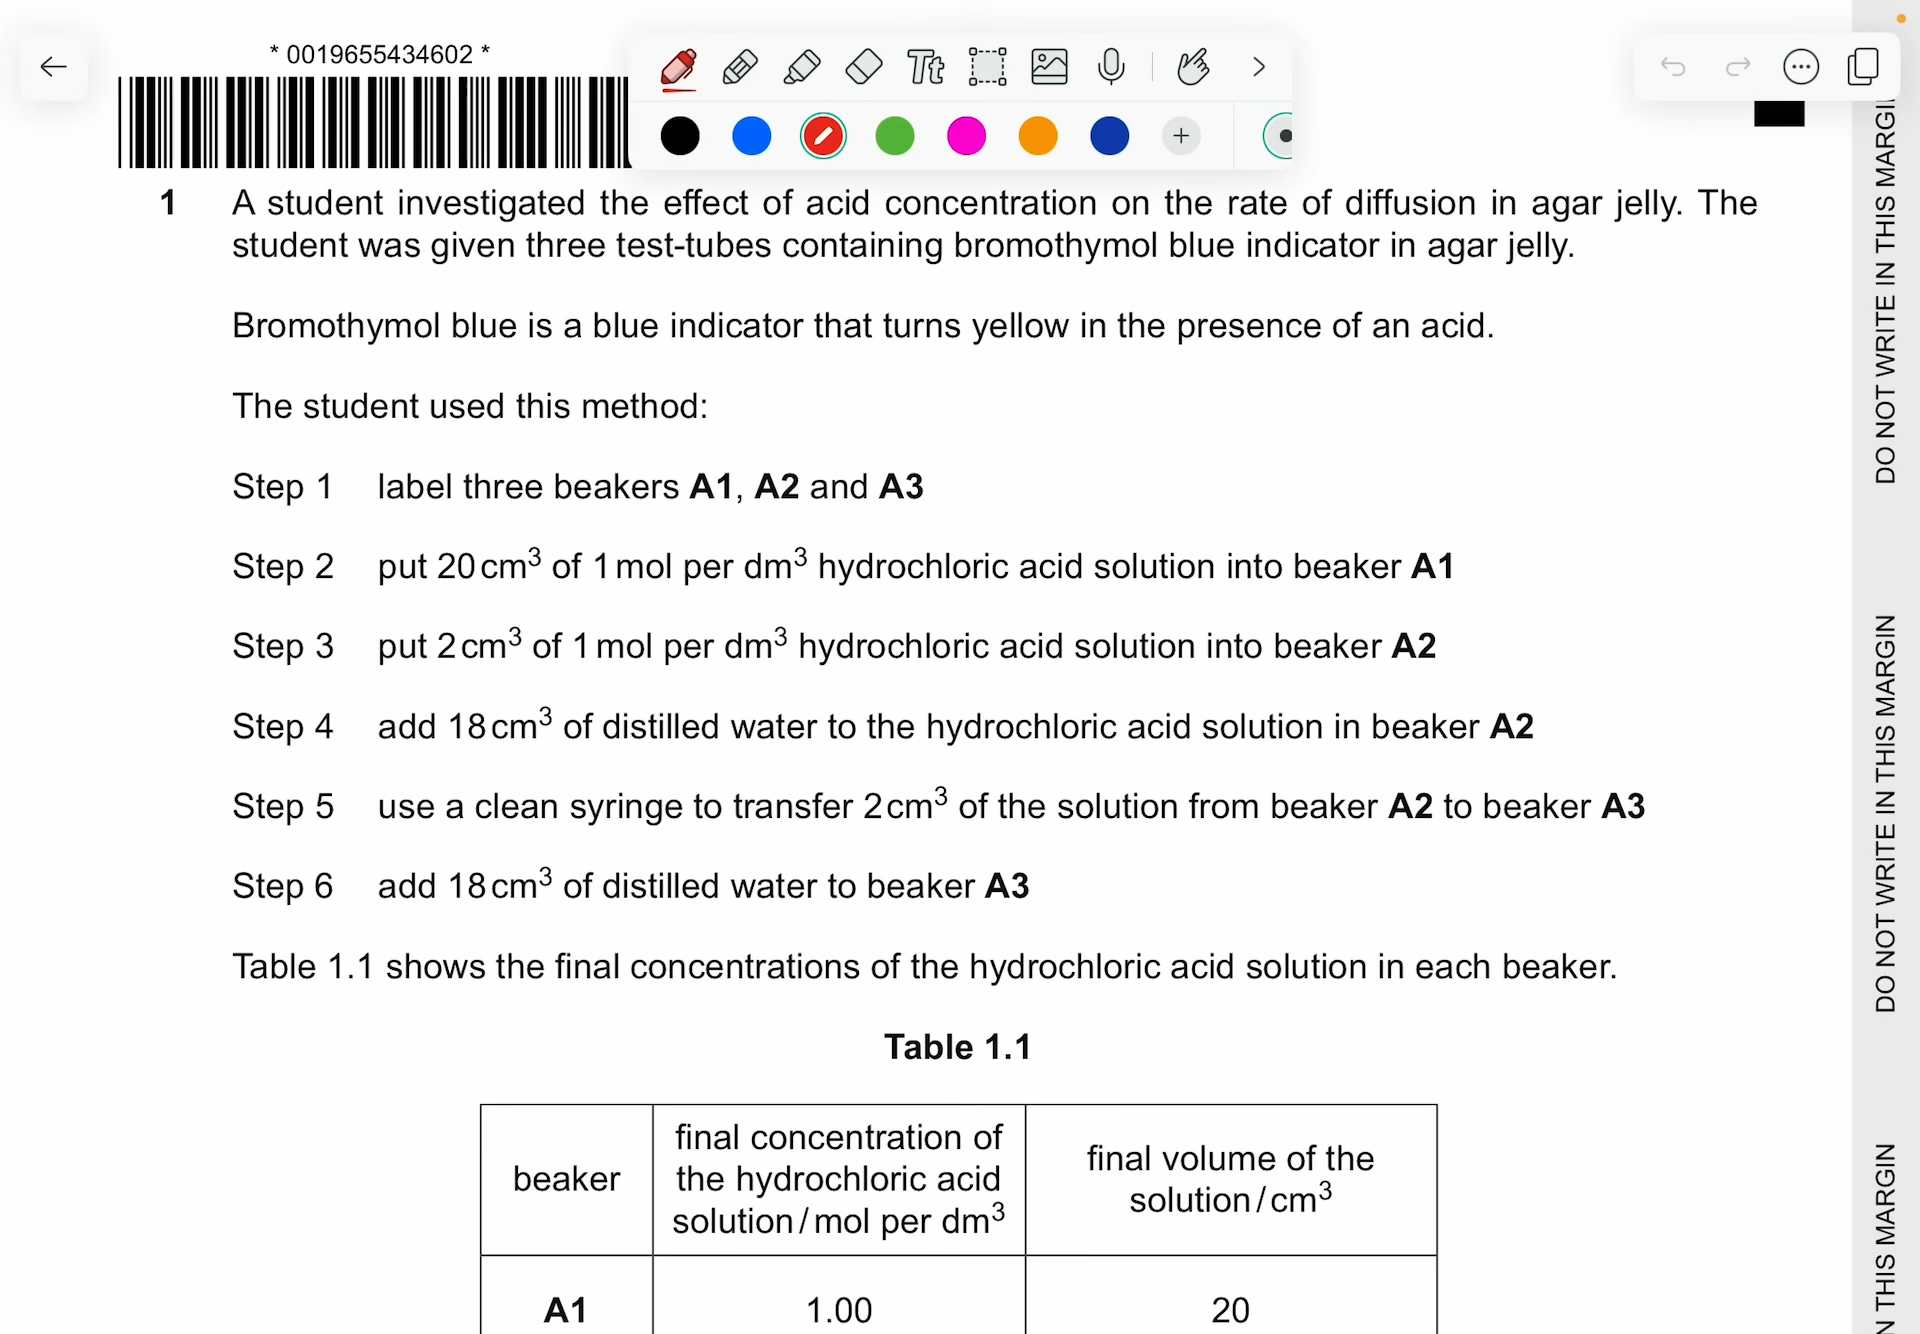 * 0019655434602 *
Tt
1 A student investigated the effect of acid concentration on the rate of diffusion in agar jelly. The
student was given three test-tubes containing bromothymol blue indicator in agar jelly.
Bromothymol blue is a blue indicator that turns yellow in the presence of an acid.
The student used this method:
Step 1 label three beakers A1, A2 and A3
Step 2 put 20 cm³ of 1 mol per dm³ hydrochloric acid solution into beaker A1
Step 3 put 2 cm³ of 1 mol per dm³ hydrochloric acid solution into beaker A2
Step 4 add 18 cm³ of distilled water to the hydrochloric acid solution in beaker A2
Step 5 use a clean syringe to transfer 2 cm³ of the solution from beaker A2 to beaker A3
Step 6 add 18 cm³ of distilled water to beaker A3
Table 1.1 shows the final concentrations of the hydrochloric acid solution in each beaker.
Table 1.1
beaker
final concentration of
the hydrochloric acid
solution / mol per dm³
final volume of the
solution / cm³
A1 1.00 20
DO NOT WRITE IN THIS MARGIN
DO NOT WRITE IN THIS MARGIN
THIS MARGIN